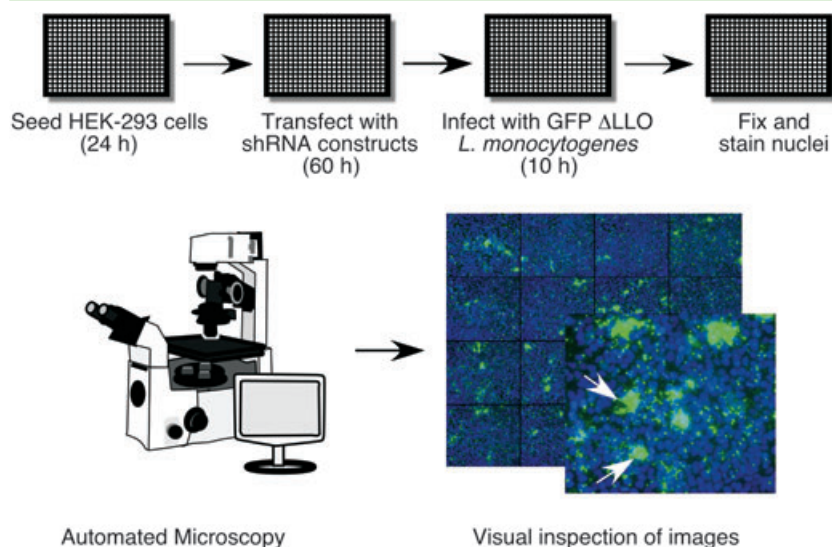 Seed HEK-293 cells
(24 h)
Transfect with
shRNA constructs
(60 h)
Infect with GFP ΔLLO
L. monocytogenes
(10 h)
Fix and
stain nuclei
Automated Microscopy
Visual inspection of images